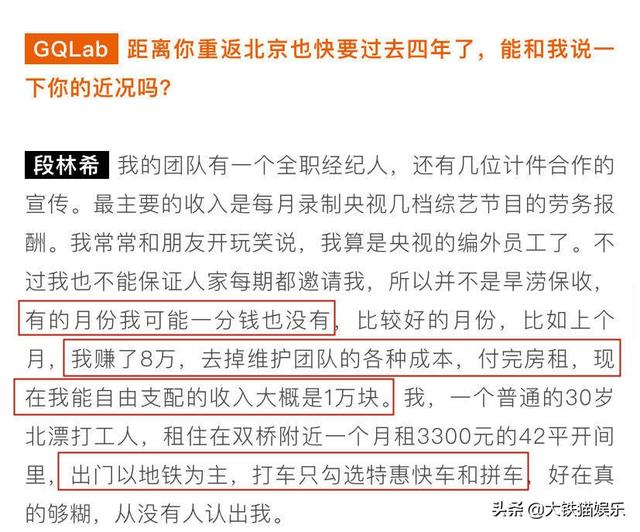 GQLab 距离你重返北京也快要过去四年了，能和我说一
下你的近况吗？
段林希 我的团队有一个全职经纪人，还有几位计件合作的
宣传。最主要的收入是每月录制央视几档综艺节目的劳务报
酬。我常常和朋友开玩笑说，我算是央视的编外员工了。不
过我也不能保证人家每期都邀请我，所以并不是旱涝保收，
有的月份我可能一分钱也没有，比较好的月份，比如上个
月，我赚了8万，去掉维护团队的各种成本，付完房租，现
在我能自由支配的收入大概是1万块。我，一个普通的30岁
北漂打工人，租住在双桥附近一个月租3300元的42平开间
里，出门以地铁为主，打车只勾选特惠快车和拼车，好在真
的够糊，从没有人认出我。
头条 @大铁猫娱乐